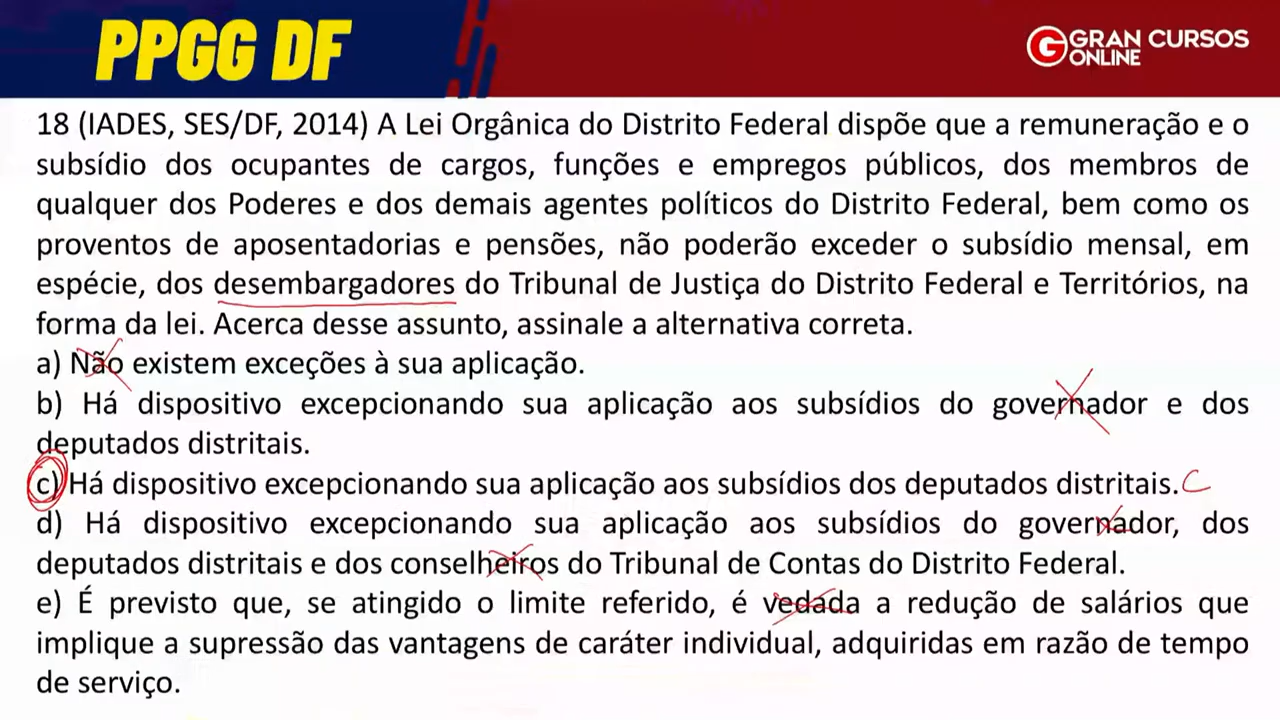 PPGG DF
GRAN CURSOS
ONLINE
18 (IADES, SES/DF, 2014) A Lei Orgânica do Distrito Federal dispõe que a remuneração e o
subsídio dos ocupantes de cargos, funções e empregos públicos, dos membros de
qualquer dos Poderes e dos demais agentes políticos do Distrito Federal, bem como os
proventos de aposentadorias e pensões, não poderão exceder o subsídio mensal, em
espécie, dos desembargadores do Tribunal de Justiça do Distrito Federal e Territórios, na
forma da lei. Acerca desse assunto, assinale a alternativa correta.
a) Não existem exceções à sua aplicação.
b) Há dispositivo excepcionando sua aplicação aos subsídios do governador e dos
deputados distritais.
c) Há dispositivo excepcionando sua aplicação aos subsídios dos deputados distritais. C
d) Há dispositivo excepcionando sua aplicação aos subsídios do governador, dos
deputados distritais e dos conselheiros do Tribunal de Contas do Distrito Federal.
e) É previsto que, se atingido o limite referido, é vedada a redução de salários que
implique a supressão das vantagens de caráter individual, adquiridas em razão de tempo
de serviço.